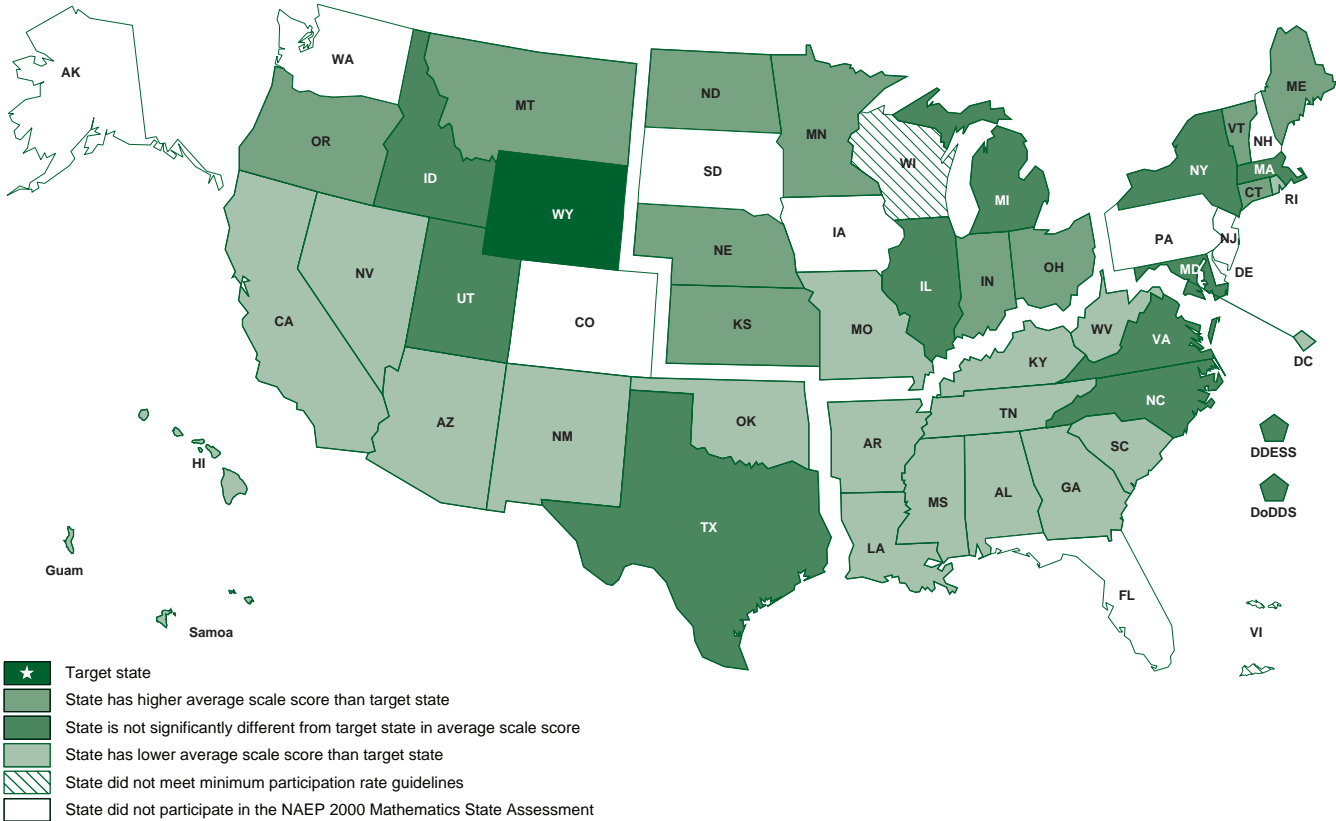 WA
AK
ME
MT
ND
VT
MN
NH
OR
WI
SD
NY
MA
ID
CT
MI
RI
WY
IA
PA
NJ
NE
OH
MD
DE
NV
IN
IL
UT
CA
CO
KS
MO
WV
VA
KY
DC
NC
TN
AZ
OK
NM
AR
SC
DDESS
HI
GA
AL
MS
DoDDS
TX
LA
Guam
FL
Samoa
VI
Target state
State has higher average scale score than target state
State is not significantly different from target state in average scale score
State has lower average scale score than target state
State did not meet minimum participation rate guidelines
State did not participate in the NAEP 2000 Mathematics State Assessment